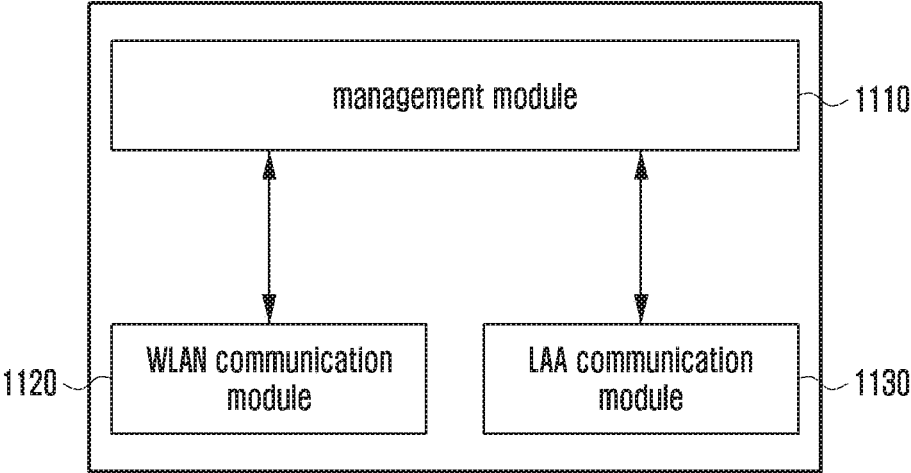 management module
1110
WLAN communication
module
1120
LAA communication
module
1130